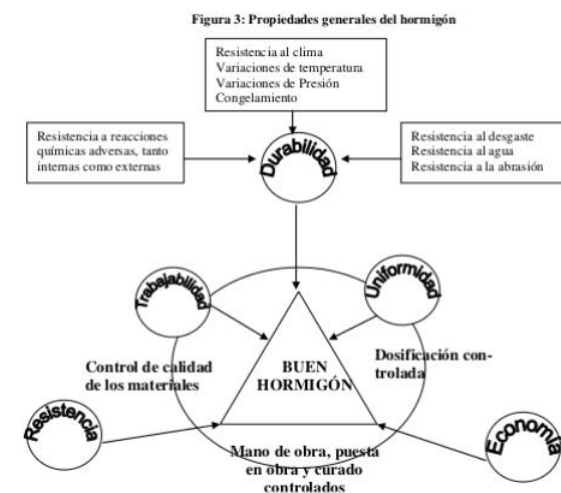 Figura 3: Propiedades generales del hormigón
Resistencia al clima
Variaciones de temperatura
Variaciones de Presión
Congelamiento
Resistencia a reacciones
químicas adversas, tanto
internas como externas
Durabilidad
Resistencia al desgaste
Resistencia al agua
Resistencia a la abrasión
Trabajabilidad
Uniformidad
Control de calidad
de los materiales
BUEN
HORMIGÓN
Dosificación con-
trolada
Resistencia
Economía
Mano de obra, puesta
en obra y curado
controlados